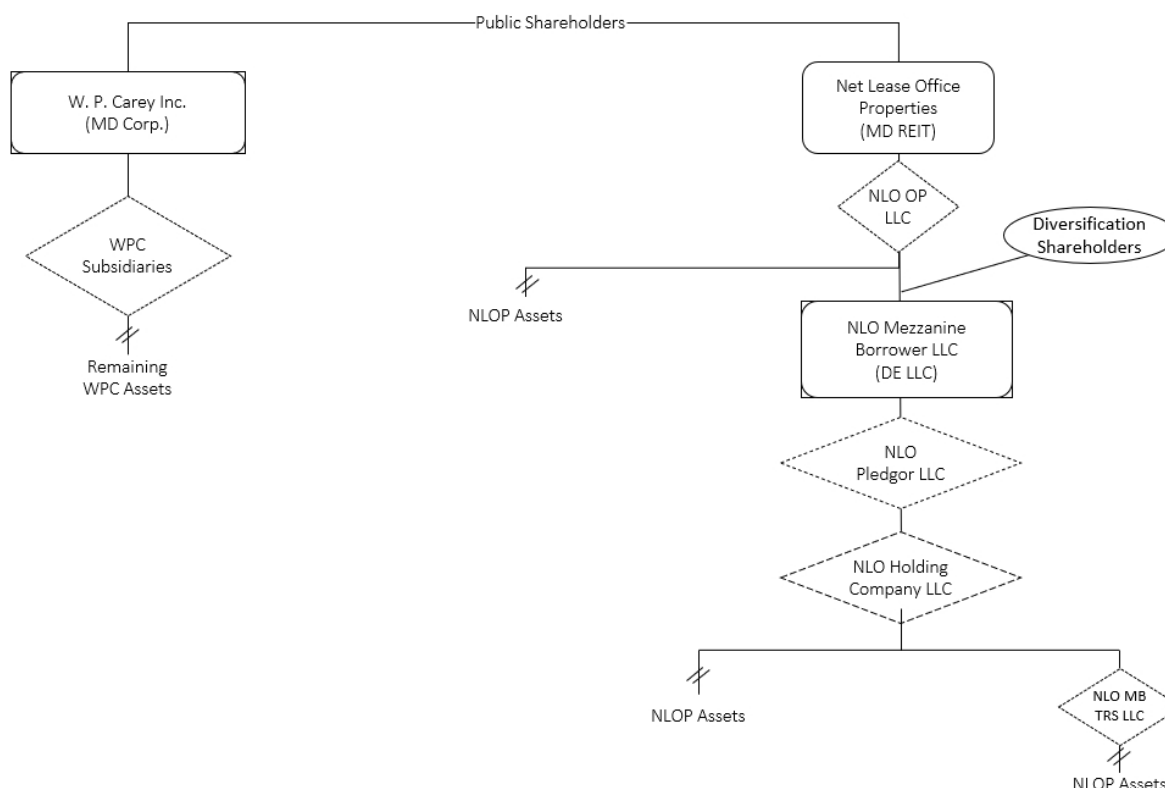 Public Shareholders
W. P. Carey Inc.
(MD Corp.)
Net Lease Office
Properties
(MD REIT)
NLO OP
LLC
WPC
Subsidiaries
Diversification
Shareholders
NLOP Assets
NLO Mezzanine
Borrower LLC
(DE LLC)
Remaining
WPC Assets
NLO
Pledgor LLC
NLO Holding
Company LLC
NLOP Assets
NLO MB
TRS LLC
NLOP Assets